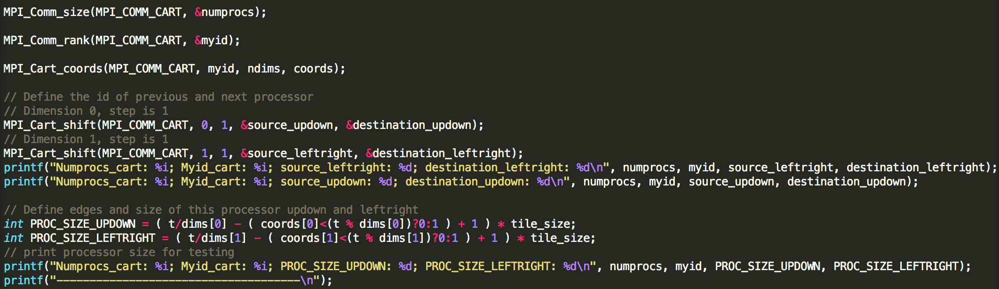 MPI_Comm_size(MPI_COMM_CART, &numprocs);
MPI_Comm_rank(MPI_COMM_CART, &myid);
MPI_Cart_coords(MPI_COMM_CART, myid, ndims, coords);
// Define the id of previous and next processor
// Dimension 0, step is 1
MPI_Cart_shift(MPI_COMM_CART, 0, 1, &source_updown, &destination_updown);
// Dimension 1, step is 1
MPI_Cart_shift(MPI_COMM_CART, 1, 1, &source_leftright, &destination_leftright);
printf("Numprocs_cart: %i; Myid_cart: %i; source_leftright: %d; destination_leftright: %d\n", numprocs, myid, source_leftright, destination_leftright);
printf("Numprocs_cart: %i; Myid_cart: %i; source_updown: %d; destination_updown: %d\n", numprocs, myid, source_updown, destination_updown);
// Define edges and size of this processor updown and leftright
int PROC_SIZE_UPDOWN = ( t/dims[0] - ( coords[0]<(t % dims[0])?0:1 ) + 1 ) * tile_size;
int PROC_SIZE_LEFTRIGHT = ( t/dims[1] - ( coords[1]<(t % dims[1])?0:1 ) + 1 ) * tile_size;
// print processor size for testing
printf("Numprocs_cart: %i; Myid_cart: %i; PROC_SIZE_UPDOWN: %d; PROC_SIZE_LEFTRIGHT: %d\n", numprocs, myid, PROC_SIZE_UPDOWN, PROC_SIZE_LEFTRIGHT);
printf("—————————————————————————————————————\n");